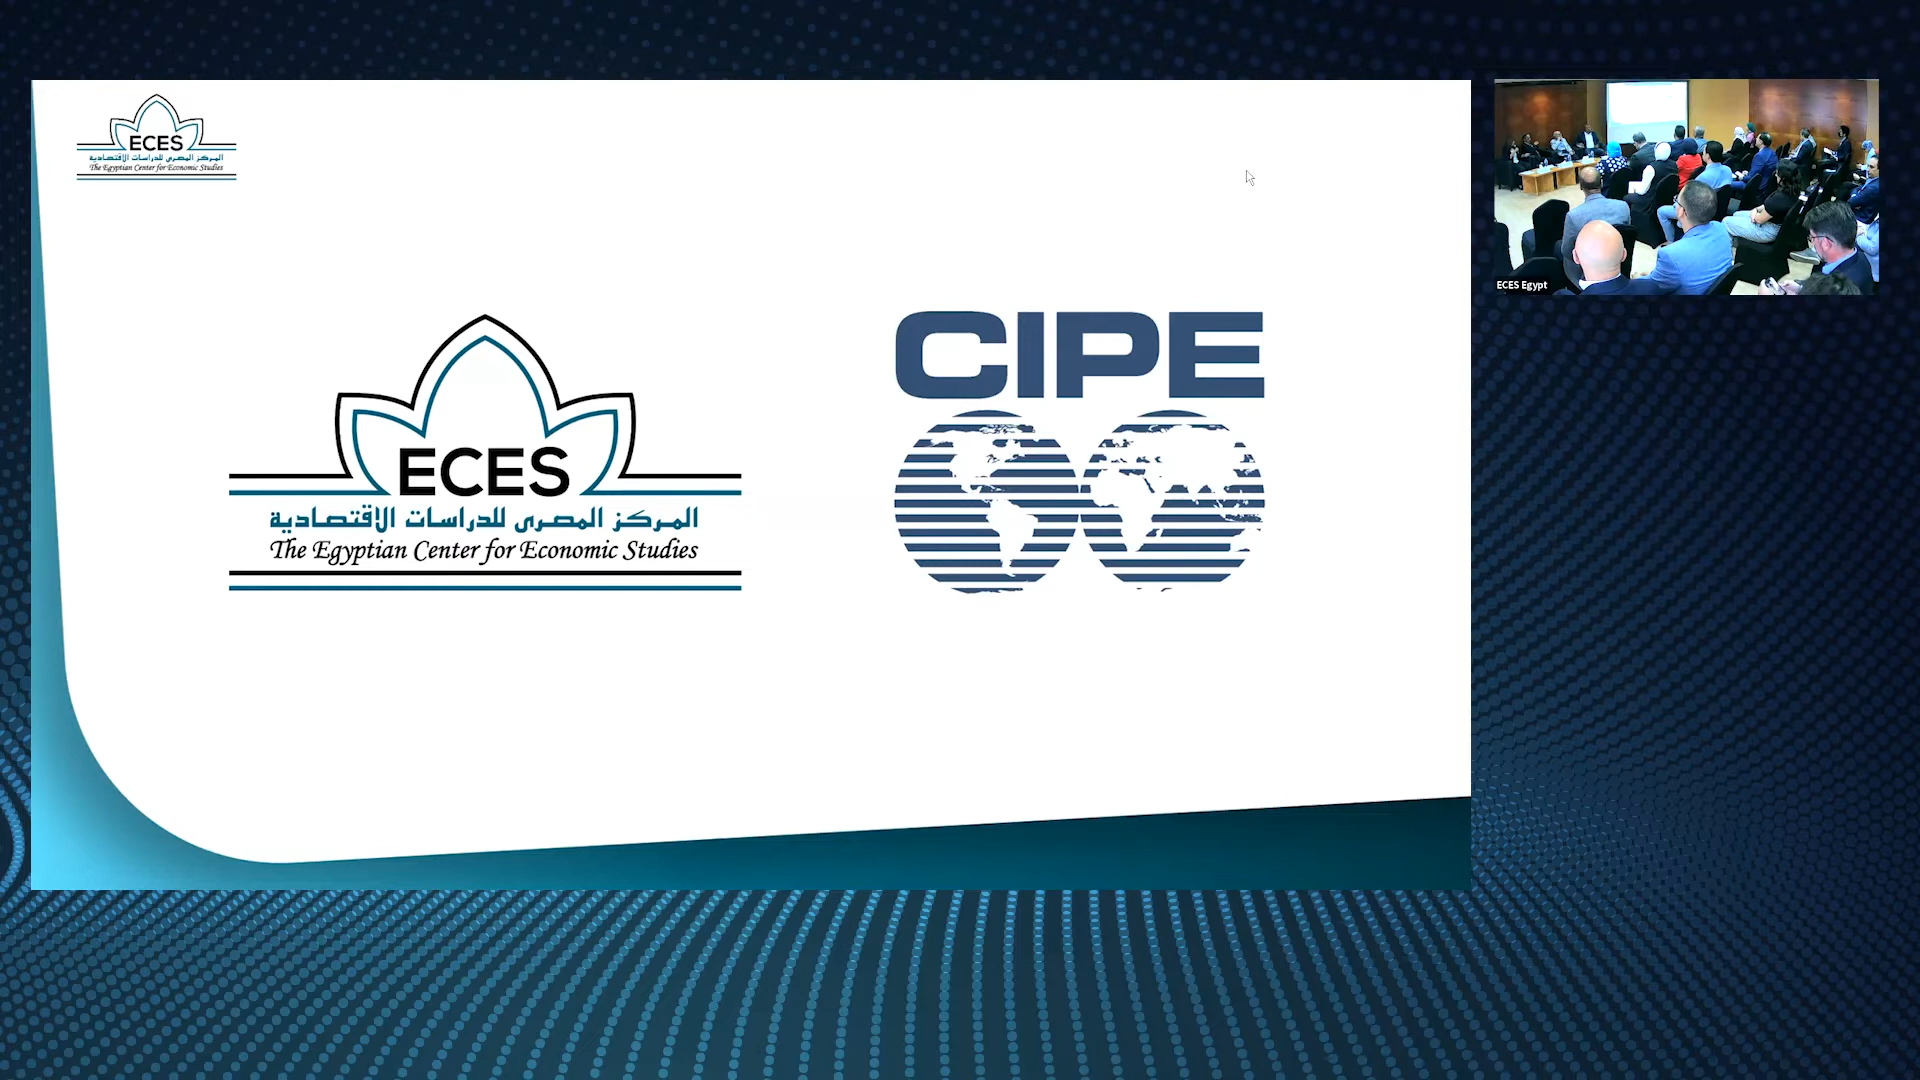 ECES
المركز المصرى للدراسات الاقتصادية
The Egyptian Center for Economic Studies
ECES
المركز المصرى للدراسات الاقتصادية
The Egyptian Center for Economic Studies
CIPE
ECES Egypt